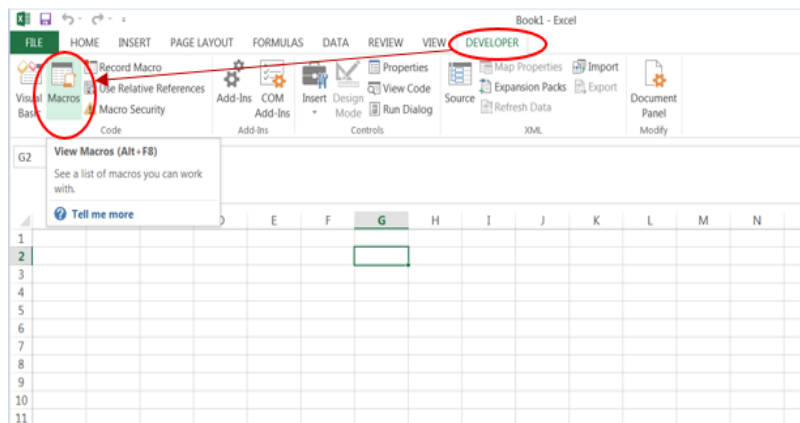 Book1 - Excel
FILE HOME INSERT PAGE LAYOUT FORMULAS DATA REVIEW VIEW DEVELOPER
Record Macro Properties Map Properties Import
Use Relative References View Code Expansion Packs Export
Visual Basic Macros Macro Security Add-Ins COM Add-Ins Insert Design Mode Run Dialog Source Refresh Data Document Panel
Code Add-Ins Controls XML Modify
G2
View Macros (Alt+F8)
See a list of macros you can work
with.
Tell me more
D E F G H I J K L M N
1
2
3
4
5
6
7
8
9
10
11